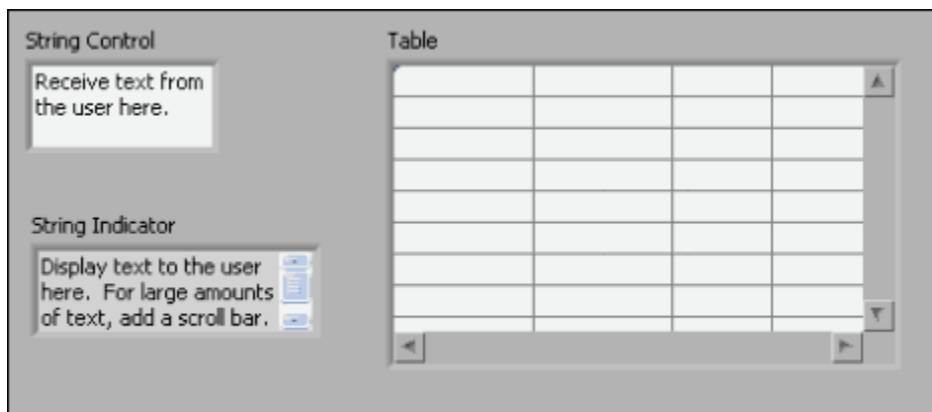 String Control
Receive text from
the user here.
String Indicator
Display text to the user
here. For large amounts
of text, add a scroll bar.
Table